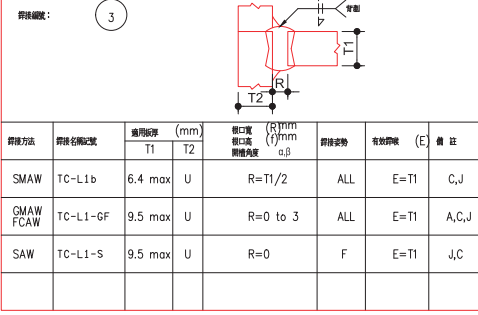 銲接編號：
3
背剷
T1
R
T2
銲接方法 銲接名稱記號 適用板厚 (mm) 根口寬 (R)mm 銲接姿勢 有效銲喉 (E) 備 註
根口高 (f)mm
T1 T2 開槽角度 α,β
SMAW TC-L1b 6.4 max U R=T1/2 ALL E=T1 C,J
GMAW
FCAW TC-L1-GF 9.5 max U R=0 to 3 ALL E=T1 A,C,J
SAW TC-L1-S 9.5 max U R=0 F E=T1 J,C